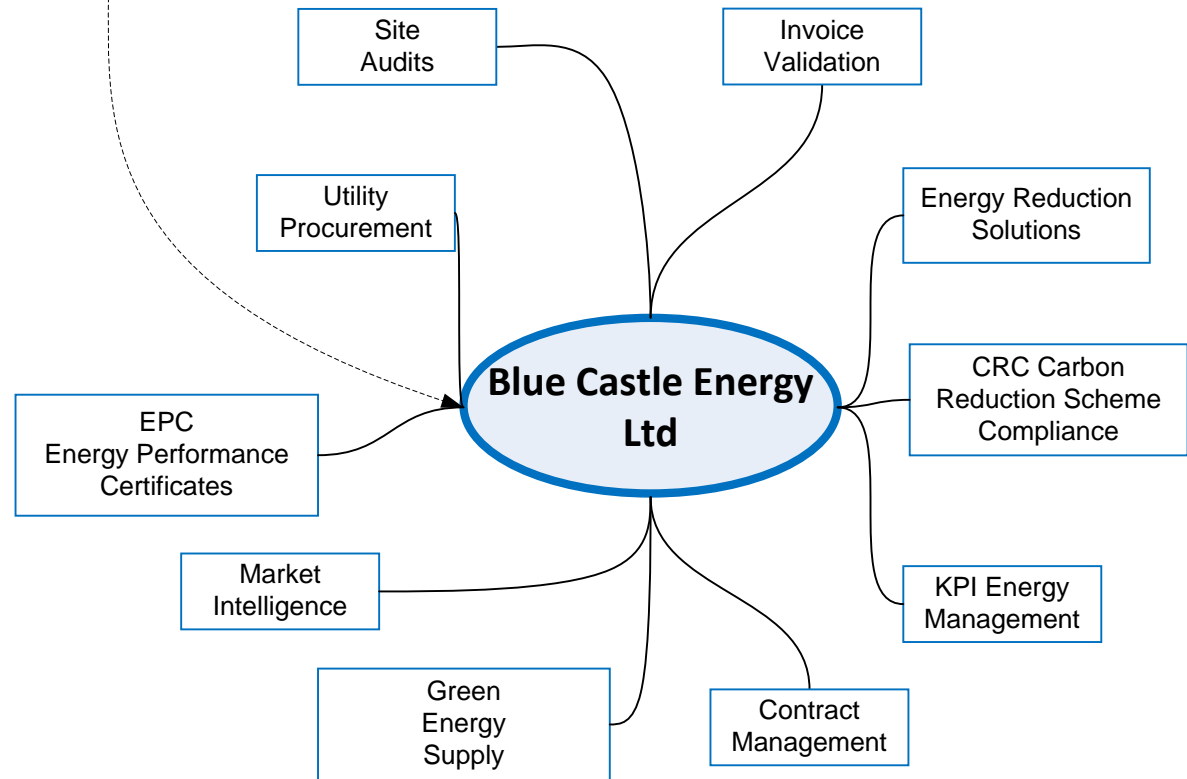 Site
Audits
Invoice
Validation
Utility
Procurement
Energy Reduction
Solutions
Blue Castle Energy
Ltd
CRC Carbon
Reduction Scheme
Compliance
EPC
Energy Performance
Certificates
Market
Intelligence
KPI Energy
Management
Green
Energy
Supply
Contract
Management